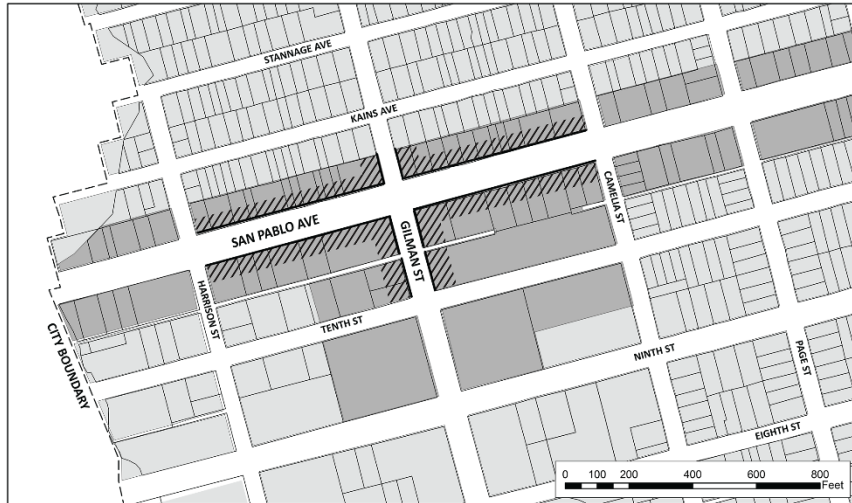 STANNAGE AVE
KAINS AVE
SAN PABLO AVE
GILMAN ST
CAMELIA ST
HARRISON ST
TENTH ST
CITY BOUNDARY
NINTH ST
PAGE ST
EIGHTH ST
0 100 200 400 600 800
Feet